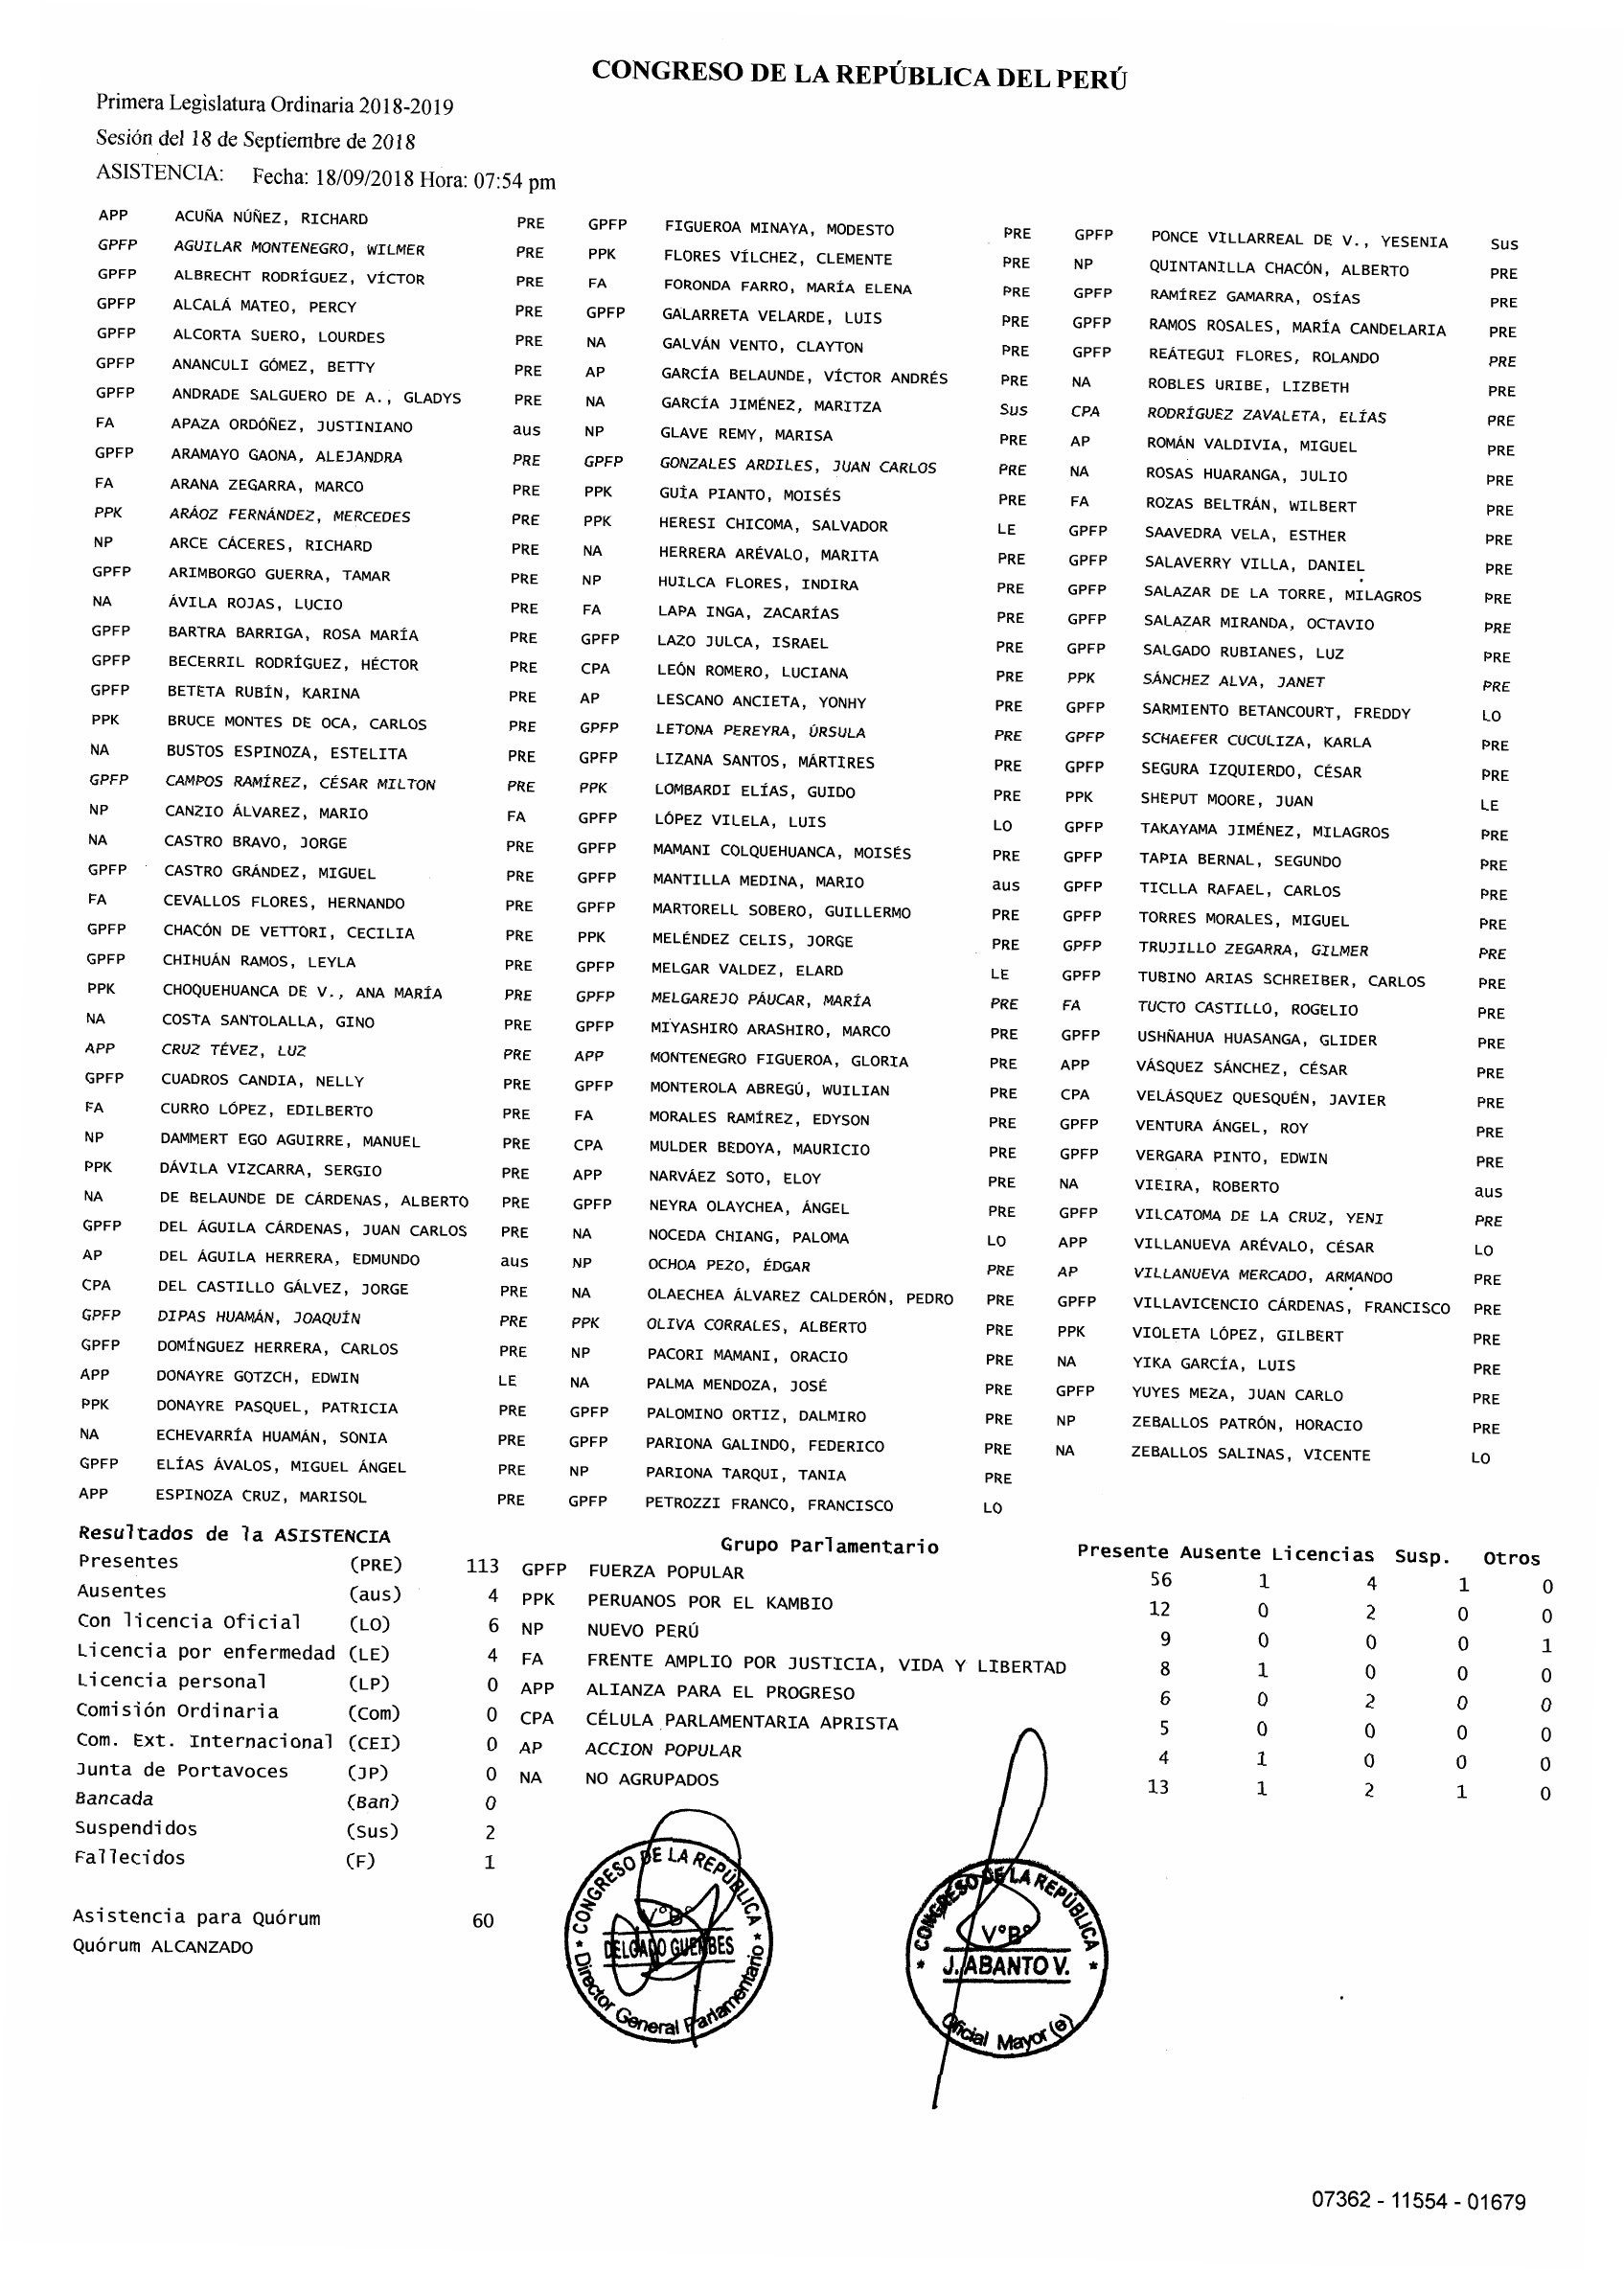 CONGRESO DE LA REPÚBLICA DEL PERÚ
Primera Legislatura Ordinaria 2018-2019
Sesión del 18 de Septiembre de 2018
ASISTENCIA: Fecha: 18/09/2018 Hora: 07:54 pm
APP ACUÑA NÚÑEZ, RICHARD PRE GPFP FIGUEROA MINAYA, MODESTO PRE GPFP PONCE VILLARREAL DE V., YESENIA Sus
GPFP AGUILAR MONTENEGRO, WILMER PRE PPK FLORES VÍLCHEZ, CLEMENTE PRE NP QUINTANILLA CHACÓN, ALBERTO PRE
GPFP ALBRECHT RODRÍGUEZ, VÍCTOR PRE FA FORONDA FARRO, MARÍA ELENA PRE GPFP RAMÍREZ GAMARRA, OSÍAS PRE
GPFP ALCALÁ MATEO, PERCY PRE GPFP GALARRETA VELARDE, LUIS PRE GPFP RAMOS ROSALES, MARÍA CANDELARIA PRE
GPFP ALCORTA SUERO, LOURDES PRE NA GALVÁN VENTO, CLAYTON PRE GPFP REÁTEGUI FLORES, ROLANDO PRE
GPFP ANANCULI GÓMEZ, BETTY PRE AP GARCÍA BELAUNDE, VÍCTOR ANDRÉS PRE NA ROBLES URIBE, LIZBETH PRE
GPFP ANDRADE SALGUERO DE A., GLADYS PRE NA GARCÍA JIMÉNEZ, MARITZA Sus CPA RODRÍGUEZ ZAVALETA, ELÍAS PRE
FA APAZA ORDÓÑEZ, JUSTINIANO aus NP GLAVE REMY, MARISA PRE AP ROMÁN VALDIVIA, MIGUEL PRE
GPFP ARAMAYO GAONA, ALEJANDRA PRE GPFP GONZALES ARDILES, JUAN CARLOS PRE NA ROSAS HUARANGA, JULIO PRE
FA ARANA ZEGARRA, MARCO PRE PPK GUÍA PIANTO, MOISÉS PRE FA ROZAS BELTRÁN, WILBERT PRE
PPK ARÁOZ FERNÁNDEZ, MERCEDES PRE PPK HERESI CHICOMA, SALVADOR LE GPFP SAAVEDRA VELA, ESTHER PRE
NP ARCE CÁCERES, RICHARD PRE NA HERRERA ARÉVALO, MARITA PRE GPFP SALAVERRY VILLA, DANIEL PRE
GPFP ARIMBORGO GUERRA, TAMAR PRE NP HUILCA FLORES, INDIRA PRE GPFP SALAZAR DE LA TORRE, MILAGROS PRE
NA ÁVILA ROJAS, LUCIO PRE FA LAPA INGA, ZACARÍAS PRE GPFP SALAZAR MIRANDA, OCTAVIO PRE
GPFP BARTRA BARRIGA, ROSA MARÍA PRE GPFP LAZO JULCA, ISRAEL PRE GPFP SALGADO RUBIANES, LUZ PRE
GPFP BECERRIL RODRÍGUEZ, HÉCTOR PRE CPA LEÓN ROMERO, LUCIANA PRE PPK SÁNCHEZ ALVA, JANET PRE
GPFP BETETA RUBÍN, KARINA PRE AP LESCANO ANCIETA, YONHY PRE GPFP SARMIENTO BETANCOURT, FREDDY LO
PPK BRUCE MONTES DE OCA, CARLOS PRE GPFP LETONA PEREYRA, ÚRSULA PRE GPFP SCHAEFER CUCULIZA, KARLA PRE
NA BUSTOS ESPINOZA, ESTELITA PRE GPFP LIZANA SANTOS, MÁRTIRES PRE GPFP SEGURA IZQUIERDO, CÉSAR PRE
GPFP CAMPOS RAMÍREZ, CÉSAR MILTON PRE PPK LOMBARDI ELÍAS, GUIDO PRE PPK SHEPUT MOORE, JUAN LE
NP CANZIO ÁLVAREZ, MARIO FA GPFP LÓPEZ VILELA, LUIS LO GPFP TAKAYAMA JIMÉNEZ, MILAGROS PRE
NA CASTRO BRAVO, JORGE PRE GPFP MAMANI COLQUEHUANCA, MOISÉS PRE GPFP TAPIA BERNAL, SEGUNDO PRE
GPFP CASTRO GRÁNDEZ, MIGUEL PRE GPFP MANTILLA MEDINA, MARIO aus GPFP TICLLA RAFAEL, CARLOS PRE
FA CEVALLOS FLORES, HERNANDO PRE GPFP MARTORELL SOBERO, GUILLERMO PRE GPFP TORRES MORALES, MIGUEL PRE
GPFP CHACÓN DE VETTORI, CECILIA PRE PPK MELÉNDEZ CELIS, JORGE PRE GPFP TRUJILLO ZEGARRA, GILMER PRE
GPFP CHIHUÁN RAMOS, LEYLA PRE GPFP MELGAR VALDEZ, ELARD LE GPFP TUBINO ARIAS SCHREIBER, CARLOS PRE
PPK CHOQUEHUANCA DE V., ANA MARÍA PRE GPFP MELGAREJO PÁUCAR, MARÍA PRE FA TUCTO CASTILLO, ROGELIO PRE
NA COSTA SANTOLALLA, GINO PRE GPFP MIYASHIRO ARASHIRO, MARCO PRE GPFP USHÑAHUA HUASANGA, GLIDER PRE
APP CRUZ TÉVEZ, LUZ PRE APP MONTENEGRO FIGUEROA, GLORIA PRE APP VÁSQUEZ SÁNCHEZ, CÉSAR PRE
GPFP CUADROS CANDIA, NELLY PRE GPFP MONTEROLA ABREGÚ, WUILIAN PRE CPA VELÁSQUEZ QUESQUÉN, JAVIER PRE
FA CURRO LÓPEZ, EDILBERTO PRE FA MORALES RAMÍREZ, EDYSON PRE GPFP VENTURA ÁNGEL, ROY PRE
NP DAMMERT EGO AGUIRRE, MANUEL PRE CPA MULDER BEDOYA, MAURICIO PRE GPFP VERGARA PINTO, EDWIN PRE
PPK DÁVILA VIZCARRA, SERGIO PRE APP NARVÁEZ SOTO, ELOY PRE NA VIEIRA, ROBERTO aus
NA DE BELAUNDE DE CÁRDENAS, ALBERTO PRE GPFP NEYRA OLAYCHEA, ÁNGEL PRE GPFP VILCATOMA DE LA CRUZ, YENI PRE
GPFP DEL ÁGUILA CÁRDENAS, JUAN CARLOS PRE NA NOCEDA CHIANG, PALOMA LO APP VILLANUEVA ARÉVALO, CÉSAR LO
AP DEL ÁGUILA HERRERA, EDMUNDO aus NP OCHOA PEZO, ÉDGAR PRE AP VILLANUEVA MERCADO, ARMANDO PRE
CPA DEL CASTILLO GÁLVEZ, JORGE PRE NA OLAECHEA ÁLVAREZ CALDERÓN, PEDRO PRE GPFP VILLAVICENCIO CÁRDENAS, FRANCISCO PRE
GPFP DIPAS HUAMÁN, JOAQUÍN PRE PPK OLIVA CORRALES, ALBERTO PRE PPK VIOLETA LÓPEZ, GILBERT PRE
GPFP DOMÍNGUEZ HERRERA, CARLOS PRE NP PACORI MAMANI, ORACIO PRE NA YIKA GARCÍA, LUIS PRE
APP DONAYRE GOTZCH, EDWIN LE NA PALMA MENDOZA, JOSÉ PRE GPFP YUYES MEZA, JUAN CARLO PRE
PPK DONAYRE PASQUEL, PATRICIA PRE GPFP PALOMINO ORTIZ, DALMIRO PRE NP ZEBALLOS PATRÓN, HORACIO PRE
NA ECHEVARRÍA HUAMÁN, SONIA PRE GPFP PARIONA GALINDO, FEDERICO PRE NA ZEBALLOS SALINAS, VICENTE LO
GPFP ELÍAS ÁVALOS, MIGUEL ÁNGEL PRE NP PARIONA TARQUI, TANIA PRE
APP ESPINOZA CRUZ, MARISOL PRE GPFP PETROZZI FRANCO, FRANCISCO LO
Resultados de la ASISTENCIA Grupo Parlamentario Presente Ausente Licencias Susp. Otros
Presentes (PRE) 113 GPFP FUERZA POPULAR 56 1 4 1 0
Ausentes (aus) 4 PPK PERUANOS POR EL KAMBIO 12 0 2 0 0
Con licencia Oficial (LO) 6 NP NUEVO PERÚ 9 0 0 0 1
Licencia por enfermedad (LE) 4 FA FRENTE AMPLIO POR JUSTICIA, VIDA Y LIBERTAD 8 1 0 0 0
Licencia personal (LP) 0 APP ALIANZA PARA EL PROGRESO 6 0 2 0 0
Comisión Ordinaria (Com) 0 CPA CÉLULA PARLAMENTARIA APRISTA 5 0 0 0 0
Com. Ext. Internacional (CEI) 0 AP ACCION POPULAR 4 1 0 0 0
Junta de Portavoces (JP) 0 NA NO AGRUPADOS 13 1 2 1 0
Bancada (Ban) 0
Suspendidos (Sus) 2
Fallecidos (F) 1
Asistencia para Quórum 60
Quórum ALCANZADO
CONGRESO DE LA REPÚBLICA
V°B°
DELGADO GUEMBES
Director General Parlamentario
CONGRESO DE LA REPÚBLICA
V°B°
J. ABANTO V.
Oficial Mayor (e)
07362 - 11554 - 01679